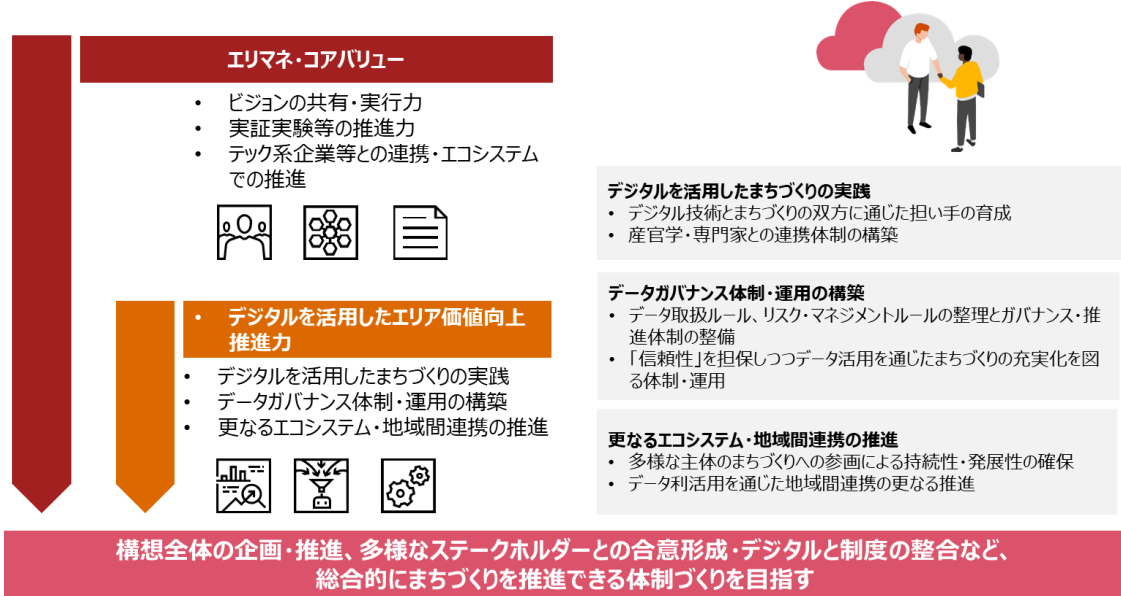 エリマネ・コアバリュー
• ビジョンの共有・実行力
• 実証実験等の推進力
• テック系企業等との連携・エコシステム
での推進
• デジタルを活用したエリア価値向上
推進力
• デジタルを活用したまちづくりの実践
• データガバナンス体制・運用の構築
• 更なるエコシステム・地域間連携の推進
デジタルを活用したまちづくりの実践
• デジタル技術とまちづくりの双方に通じた担い手の育成
• 産官学・専門家との連携体制の構築
データガバナンス体制・運用の構築
• データ取扱ルール、リスク・マネジメントルールの整理とガバナンス・推
進体制の整備
• 「信頼性」を担保しつつデータ活用を通じたまちづくりの充実化を図
る体制・運用
更なるエコシステム・地域間連携の推進
• 多様な主体のまちづくりへの参画による持続性・発展性の確保
• データ利活用を通じた地域間連携の更なる推進
構想全体の企画・推進、多様なステークホルダーとの合意形成・デジタルと制度の整合など、
総合的にまちづくりを推進できる体制づくりを目指す